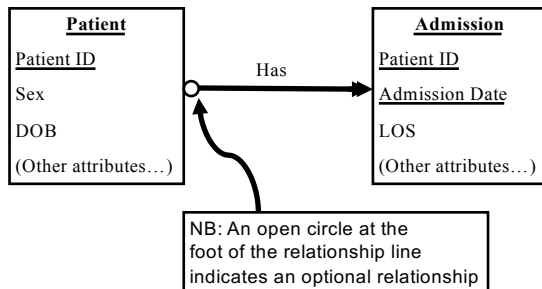 Patient
Patient ID
Sex
DOB
(Other attributes…)
Has
Admission
Patient ID
Admission Date
LOS
(Other attributes…)
NB: An open circle at the
foot of the relationship line
indicates an optional relationship